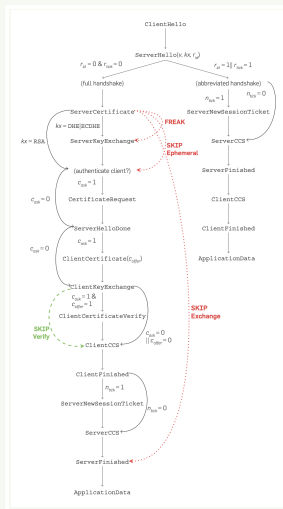 ClientHello
ServerHello(v, kx, r_id)
r_id = 0 & r_tick = 0
r_id = 1 || r_tick = 1
(full handshake)
(abbreviated handshake)
n_tick = 1
n_tick = 0
ServerCertificate
ServerNewSessionTicket
kx = DHE|ECDHE
FREAK
kx = RSA
ServerKeyExchange
ServerCCS
SKIP
Ephemeral
(authenticate client?)
ServerFinished
c_ask = 1
c_ask = 0
CertificateRequest
ClientCCS
ServerHelloDone
ClientFinished
c_ask = 1
c_ask = 0
ClientCertificate(c_offer)
ApplicationData
ClientKeyExchange
c_ask = 1 &
c_offer = 1
SKIP
Exchange
ClientCertificateVerify
SKIP
Verify
c_ask = 0
|| c_offer = 0
ClientCCS
ClientFinished
n_tick = 1
ServerNewSessionTicket
n_tick = 0
ServerCCS
ServerFinished
ApplicationData